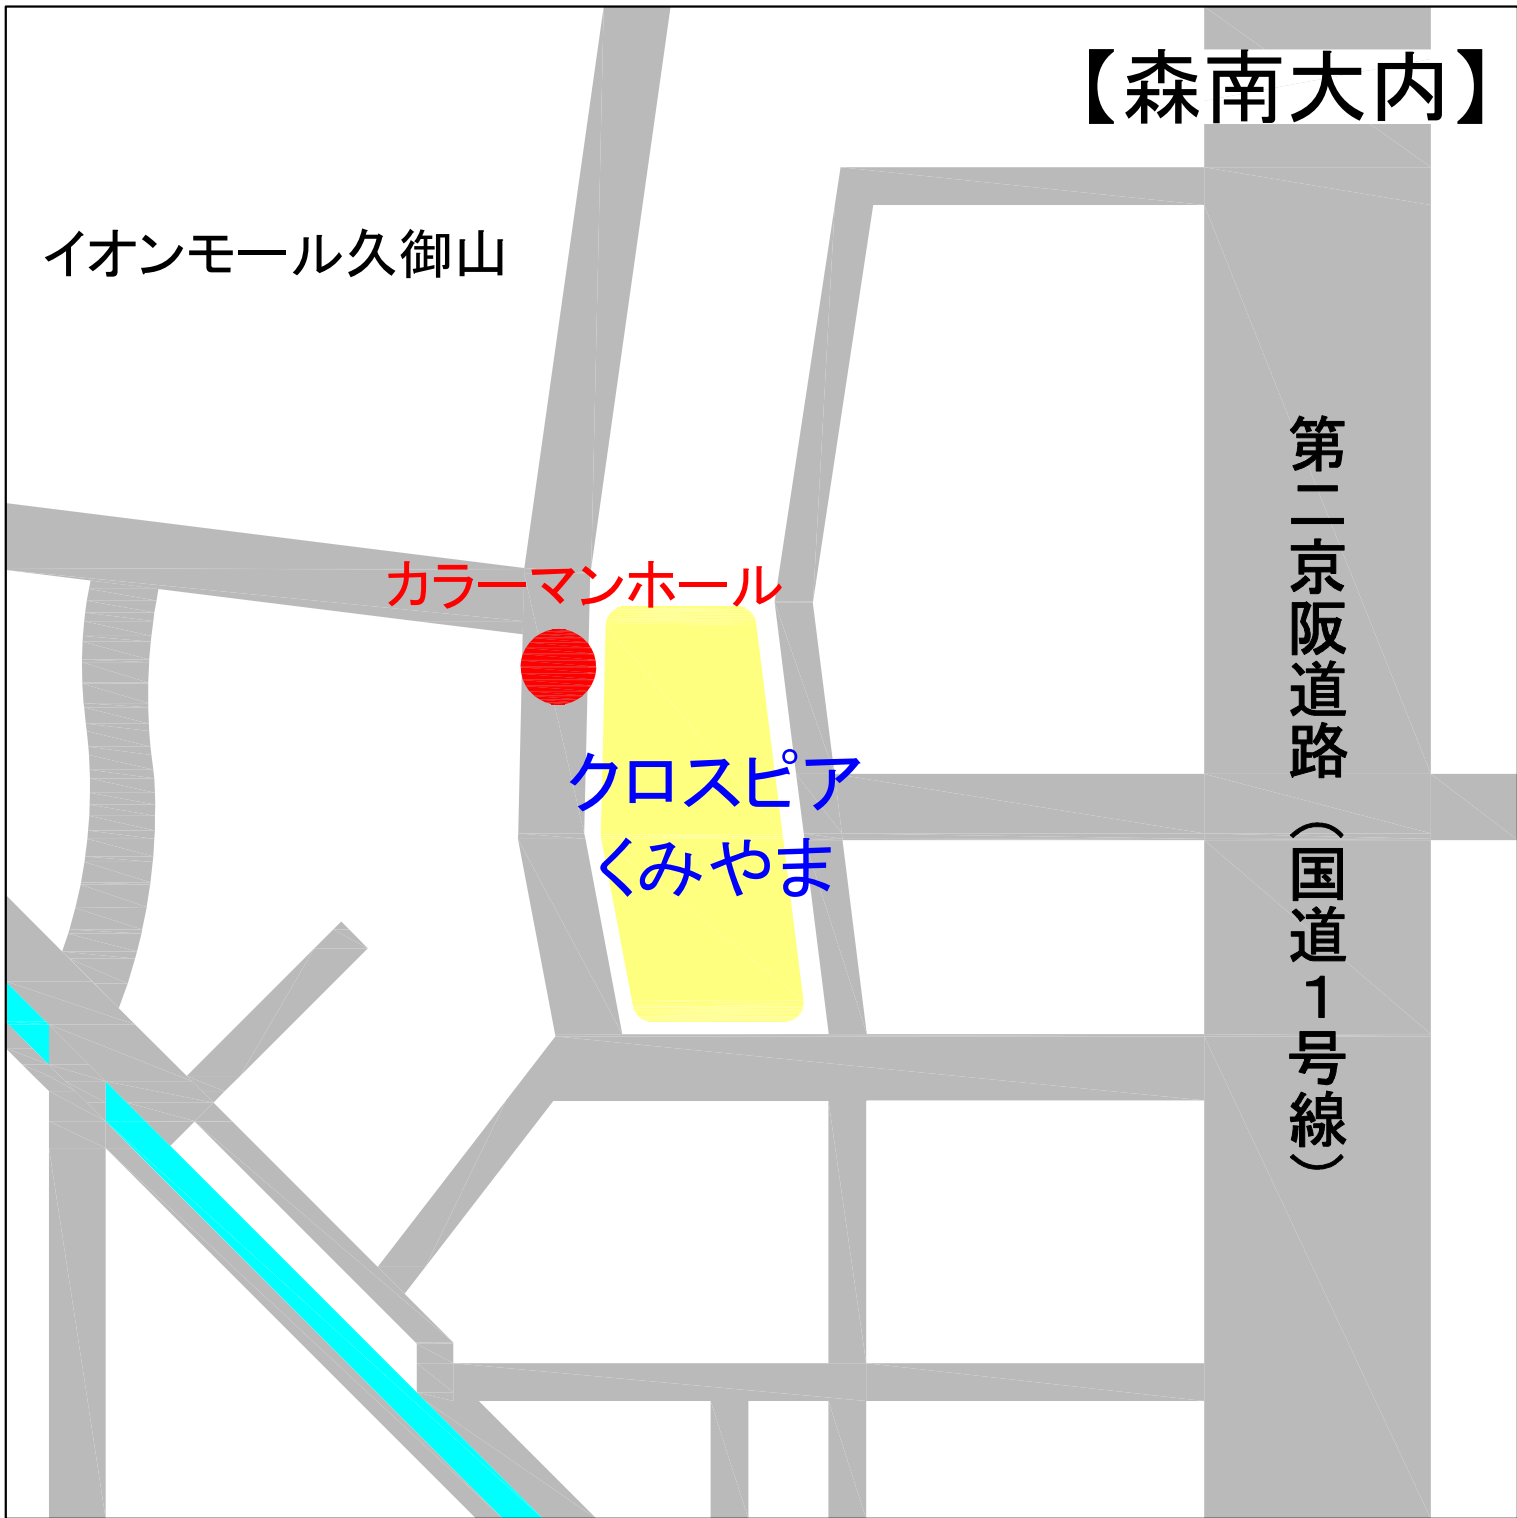 【森南大内】
イオンモール久御山
カラーマンホール
クロスピア
くみやま
第二京阪道路（国道１号線）